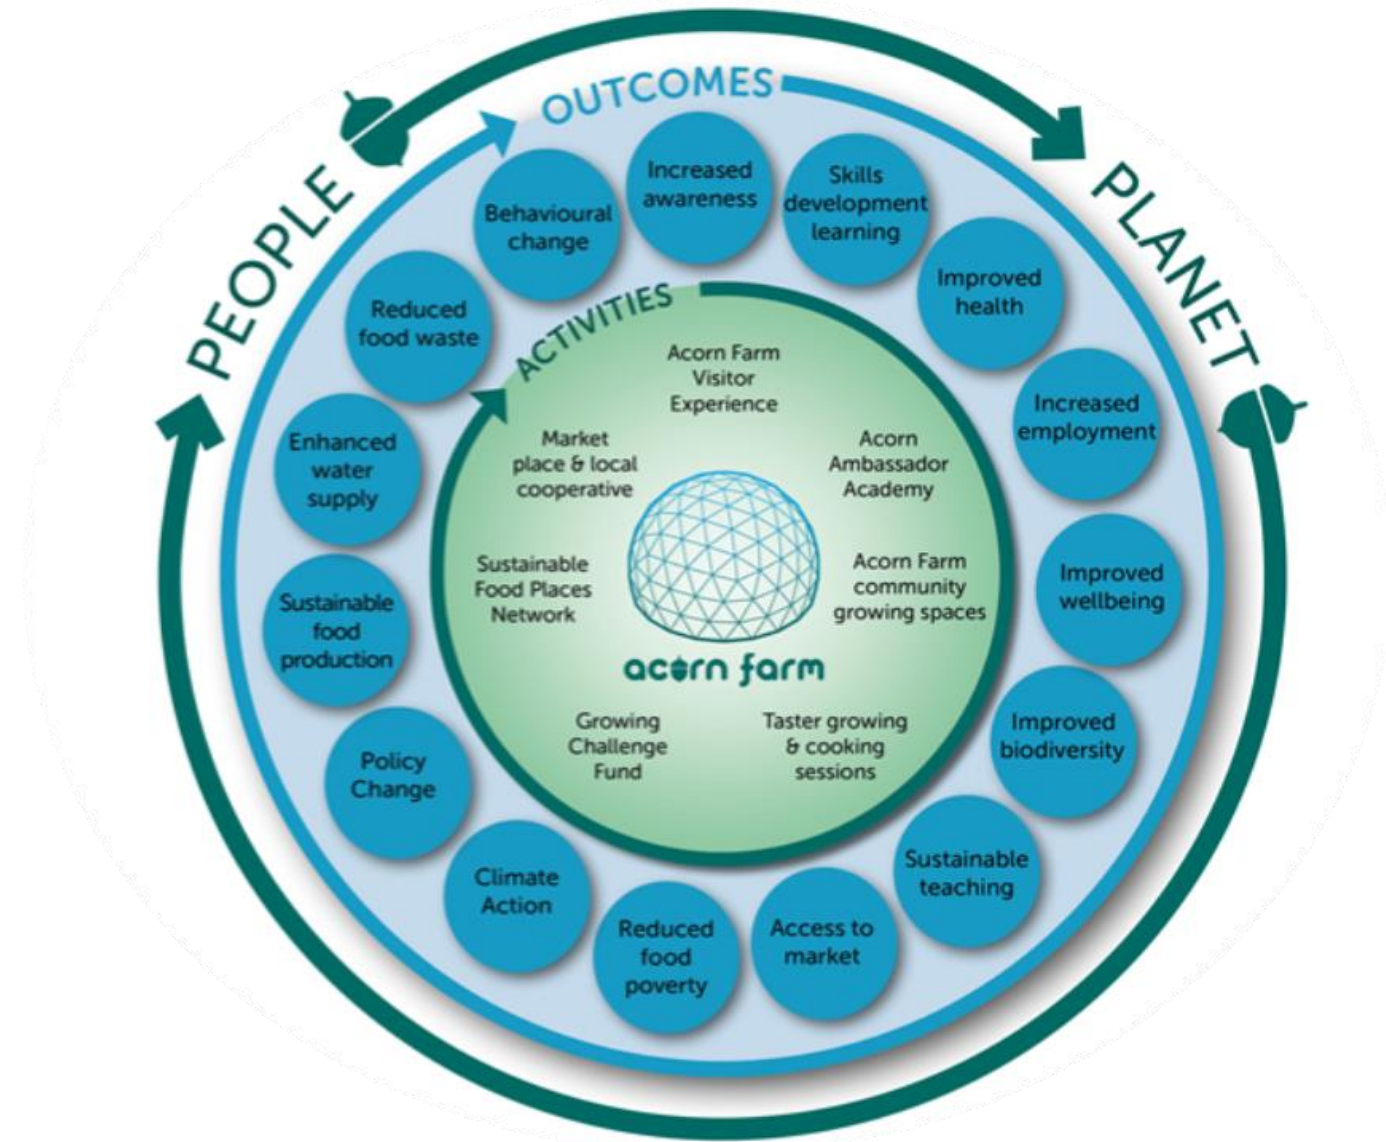 PEOPLE
PLANET
OUTCOMES
Increased
awareness
Skills
development
learning
Improved
health
Increased
employment
Improved
wellbeing
Improved
biodiversity
Sustainable
teaching
Access to
market
Reduced
food
poverty
Climate
Action
Policy
Change
Sustainable
food
production
Enhanced
water
supply
Reduced
food waste
Behavioural
change
ACTIVITIES
Acorn Farm
Visitor
Experience
Acorn
Ambassador
Academy
Acorn Farm
community
growing spaces
Taster growing
& cooking
sessions
Growing
Challenge
Fund
Sustainable
Food Places
Network
Market
place & local
cooperative
acorn farm